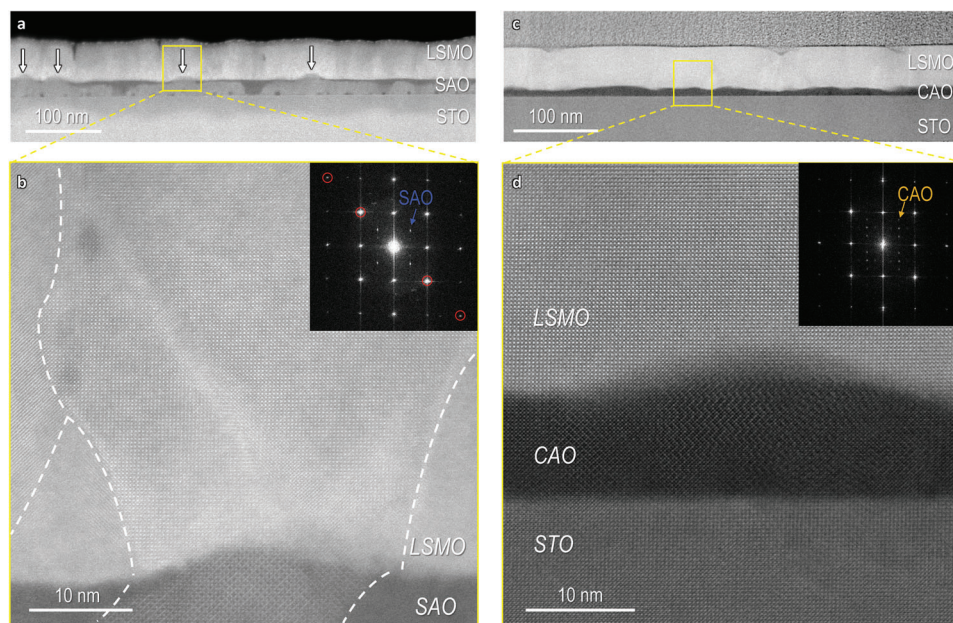 a
LSMO
SAO
STO
100 nm
c
LSMO
CAO
STO
100 nm
b
SAO
LSMO
SAO
10 nm
d
CAO
LSMO
CAO
STO
10 nm